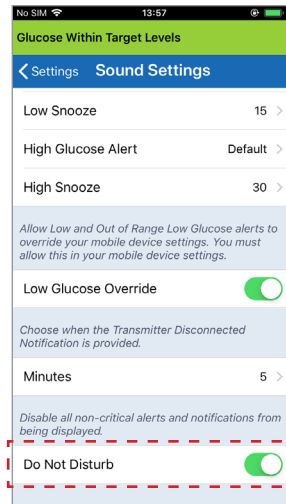 No SIM 13:57
Glucose Within Target Levels
Settings Sound Settings
Low Snooze 15
High Glucose Alert Default
High Snooze 30
Allow Low and Out of Range Low Glucose alerts to
override your mobile device settings. You must
allow this in your mobile device settings.
Low Glucose Override
Choose when the Transmitter Disconnected
Notification is provided.
Minutes 5
Disable all non-critical alerts and notifications from
being displayed.
Do Not Disturb